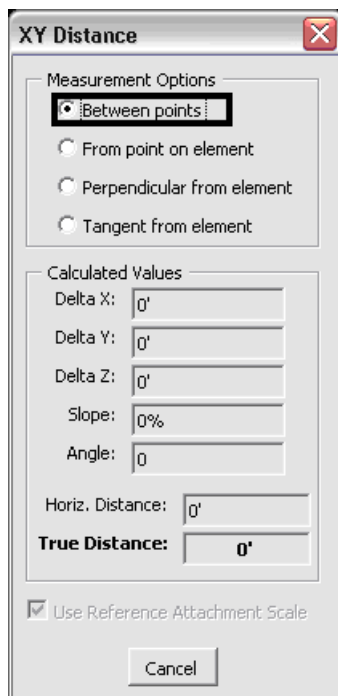 XY Distance
Measurement Options
Between points
From point on element
Perpendicular from element
Tangent from element
Calculated Values
Delta X: 0'
Delta Y: 0'
Delta Z: 0'
Slope: 0%
Angle: 0
Horiz. Distance: 0'
True Distance: 0'
Use Reference Attachment Scale
Cancel